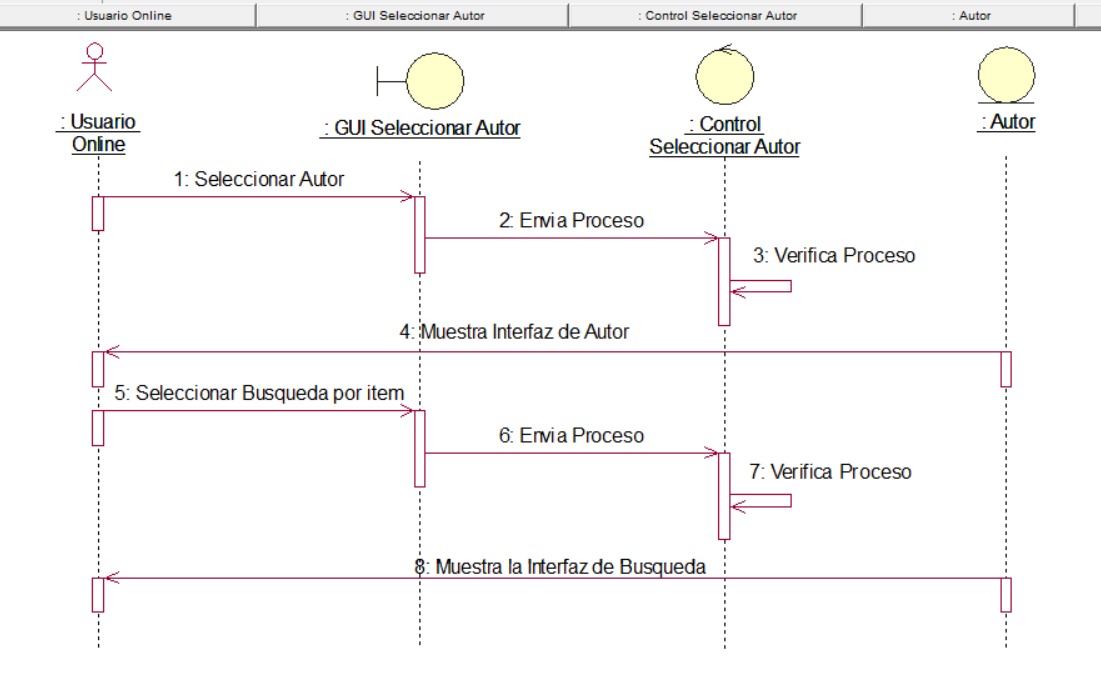 : Usuario Online
: GUI Seleccionar Autor
: Control Seleccionar Autor
: Autor
: Usuario
Online
: GUI Seleccionar Autor
: Control
Seleccionar Autor
: Autor
1: Seleccionar Autor
2: Envia Proceso
3: Verifica Proceso
4: Muestra Interfaz de Autor
5: Seleccionar Busqueda por item
6: Envia Proceso
7: Verifica Proceso
8: Muestra la Interfaz de Busqueda